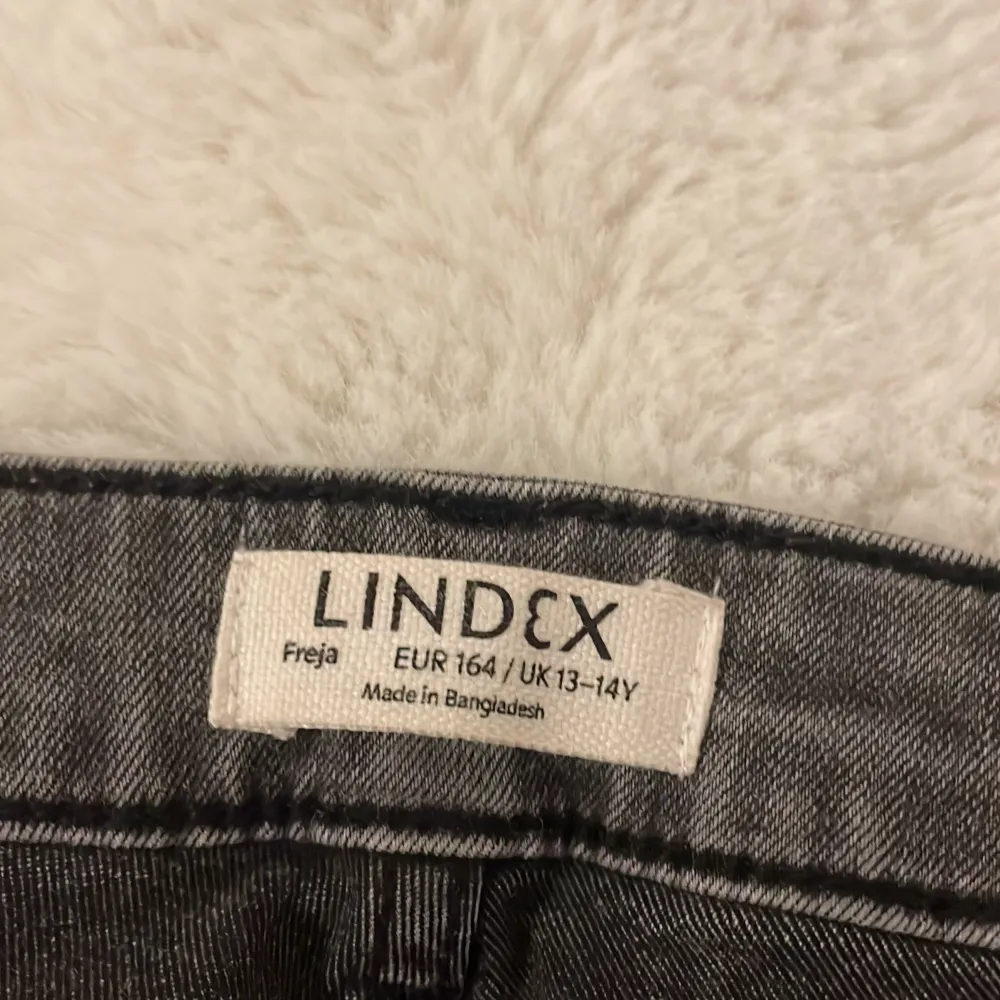 LINDEX
Freja EUR 164 / UK 13–14Y
Made in Bangladesh